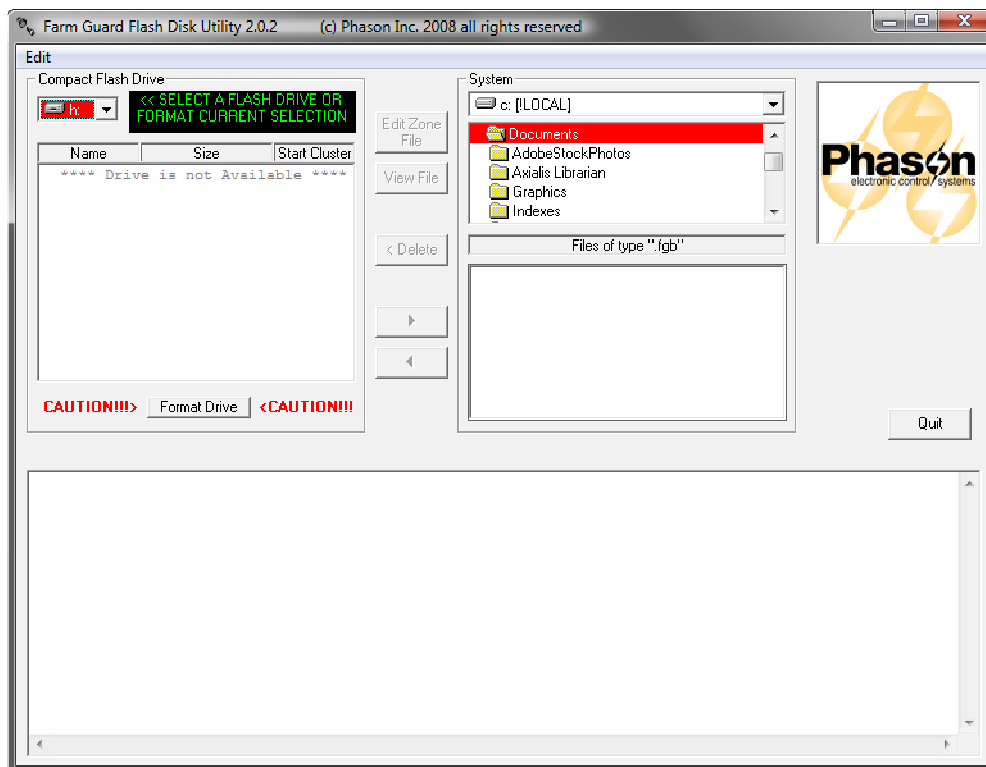 Farm Guard Flash Disk Utility 2.0.2 (c) Phason Inc. 2008 all rights reserved
Edit
Compact Flash Drive
h:
<< SELECT A FLASH DRIVE OR
FORMAT CURRENT SELECTION
Name Size Start Cluster
**** Drive is not Available ****
CAUTION!!!> Format Drive <CAUTION!!!
Edit Zone
File
View File
< Delete
System
c: [!LOCAL]
Documents
AdobeStockPhotos
Axialis Librarian
Graphics
Indexes
Files of type ".fgb"
Phason
electronic control/systems
Quit